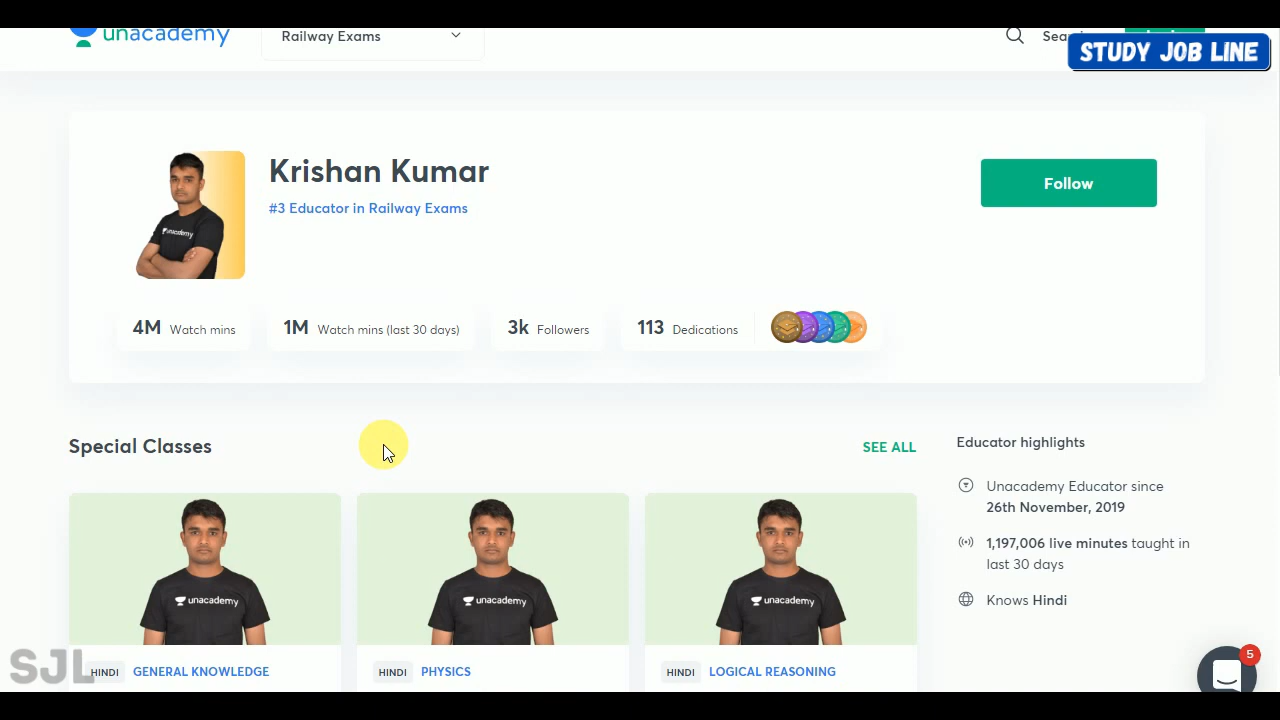 unacademy
Railway Exams
STUDY JOB LINE
Krishan Kumar
#3 Educator in Railway Exams
Follow
unacademy
4M Watch mins
1M Watch mins (last 30 days)
3k Followers
113 Dedications
Special Classes
SEE ALL
Educator highlights
Unacademy Educator since
26th November, 2019
1,197,006 live minutes taught in
last 30 days
Knows Hindi
unacademy
unacademy
unacademy
HINDI GENERAL KNOWLEDGE
HINDI PHYSICS
HINDI LOGICAL REASONING
SJL
5